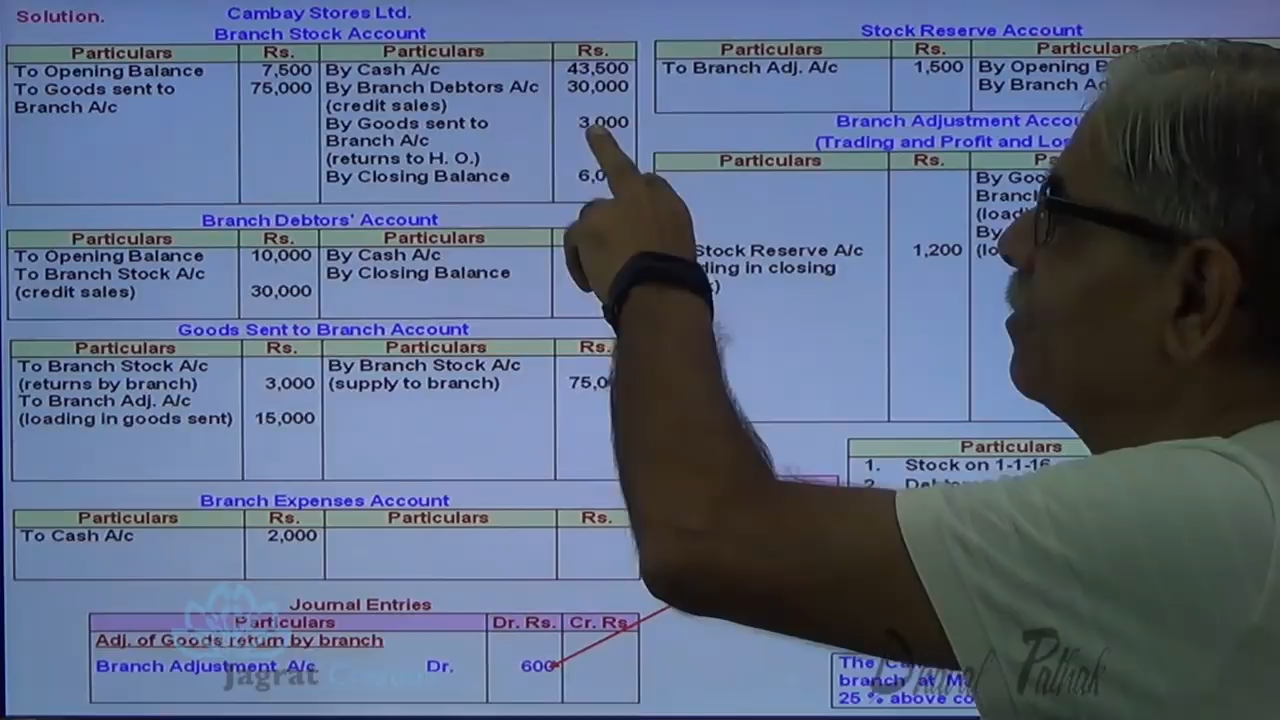 Solution.
Cambay Stores Ltd.
Branch Stock Account
Particulars Rs. Particulars Rs.
To Opening Balance 7,500 By Cash A/c 43,500
To Goods sent to 75,000 By Branch Debtors A/c 30,000
Branch A/c (credit sales)
By Goods sent to 3,000
Branch A/c
(returns to H. O.)
By Closing Balance
Branch Debtors' Account
Particulars Rs. Particulars
To Opening Balance 10,000 By Cash A/c
To Branch Stock A/c By Closing Balance
(credit sales) 30,000
Goods Sent to Branch Account
Particulars Rs. Particulars Rs.
To Branch Stock A/c By Branch Stock A/c
(returns by branch) 3,000 (supply to branch)
To Branch Adj. A/c
(loading in goods sent) 15,000
Branch Expenses Account
Particulars Rs. Particulars Rs.
To Cash A/c 2,000
Journal Entries
Particulars Dr. Rs. Cr. Rs.
Adj. of Goods return by branch
Branch Adjustment A/c Dr. 600
Jagrat
Stock Reserve Account
Particulars Rs. Particulars
To Branch Adj. A/c 1,500 By Opening
By Branch
Branch Adjustment
(Trading and Profit and
Particulars Rs.
By
Stock Reserve A/c 1,200
in closing
Particulars
1. Stock on 1-1-16
2.
The
branch at
25 % above
Dhaval Pathak